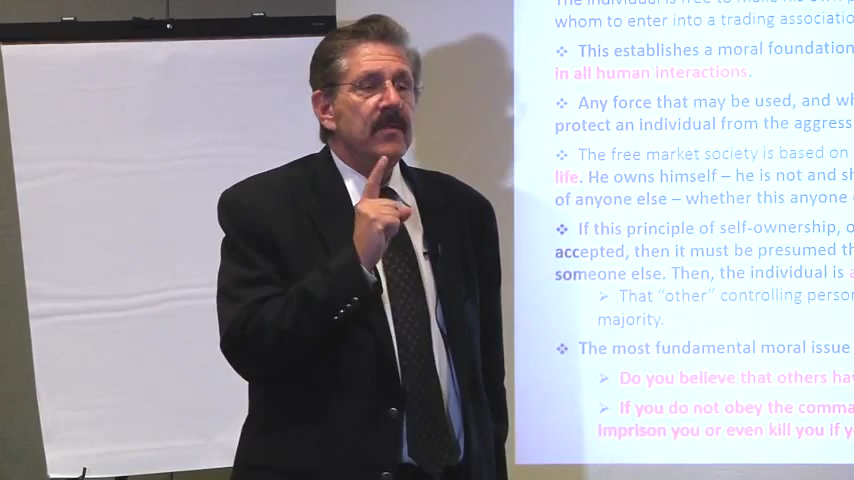 The individual is free to make his own p
whom to enter into a trading associatio
❖ This establishes a moral foundation
in all human interactions.
❖ Any force that may be used, and wh
protect an individual from the aggress
❖ The free market society is based on
life. He owns himself – he is not and sh
of anyone else – whether this anyone
❖ If this principle of self-ownership, o
accepted, then it must be presumed th
someone else. Then, the individual is a
➢ That “other” controlling person
majority.
❖ The most fundamental moral issue
➢ Do you believe that others hav
➢ If you do not obey the comma
Imprison you or even kill you if y